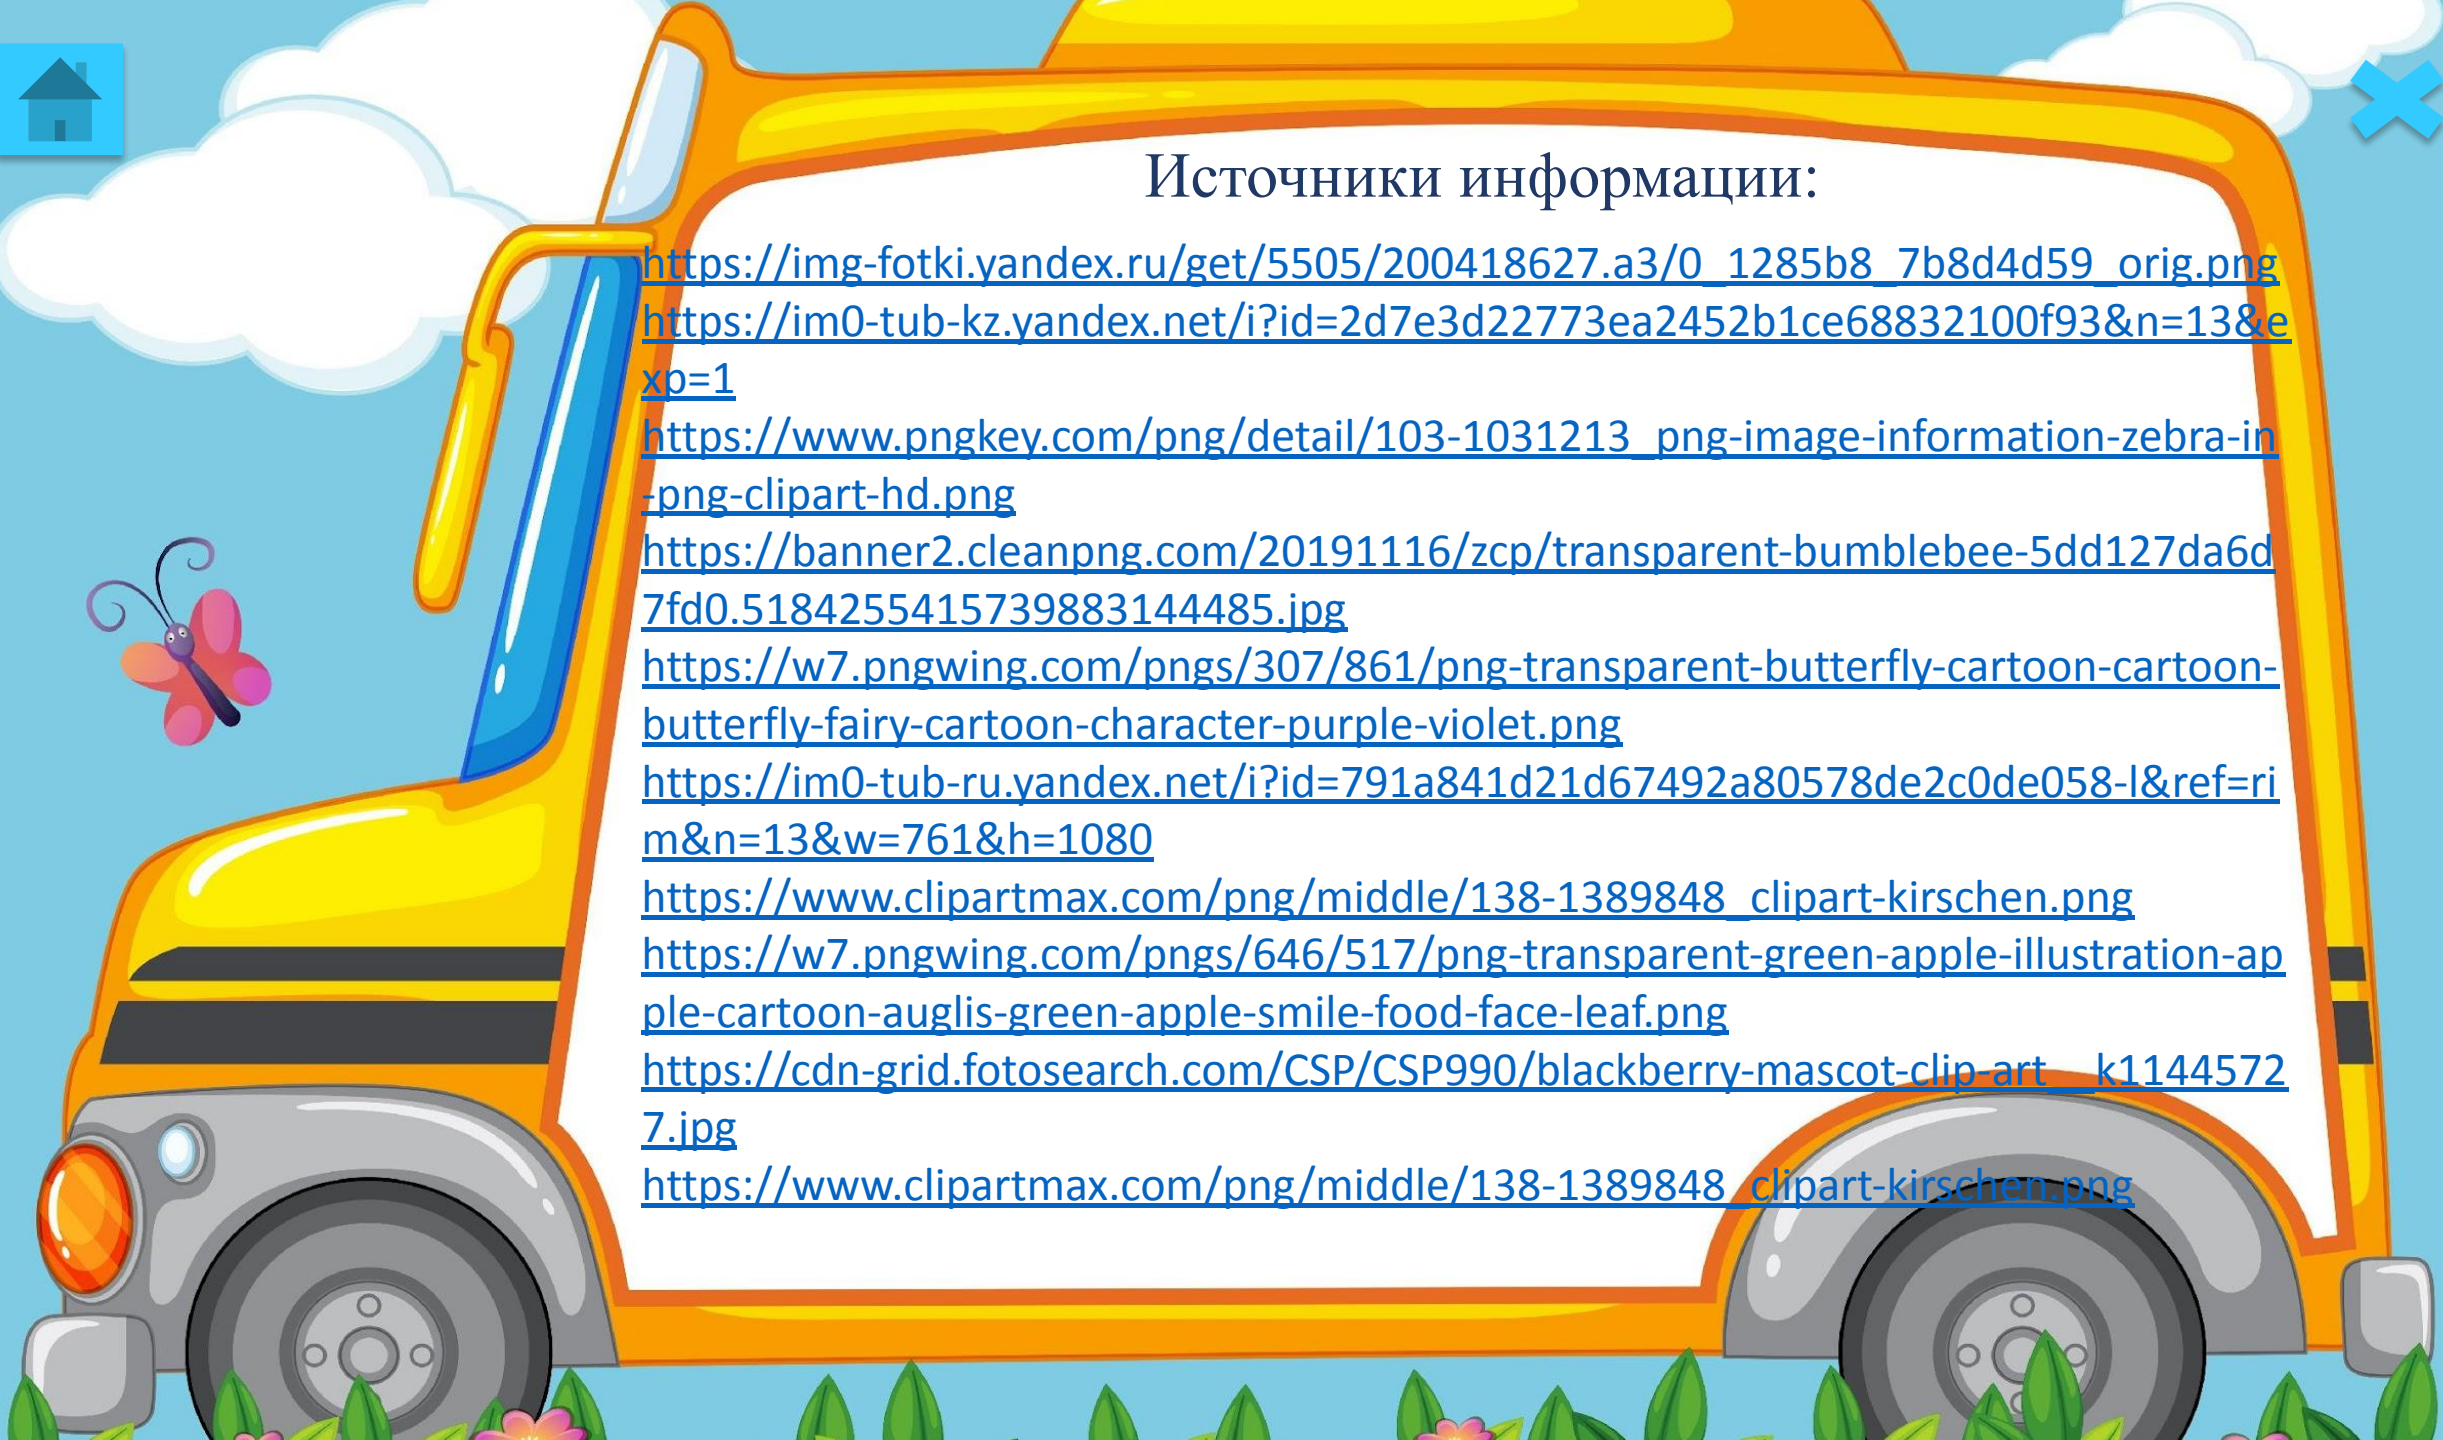 Источники информации:
https://img-fotki.yandex.ru/get/5505/200418627.a3/0_1285b8_7b8d4d59_orig.png
https://im0-tub-kz.yandex.net/i?id=2d7e3d22773ea2452b1ce68832100f93&n=13&e
xp=1
https://www.pngkey.com/png/detail/103-1031213_png-image-information-zebra-in
-png-clipart-hd.png
https://banner2.cleanpng.com/20191116/zcp/transparent-bumblebee-5dd127da6d
7fd0.5184255415739883144485.jpg
https://w7.pngwing.com/pngs/307/861/png-transparent-butterfly-cartoon-cartoon-
butterfly-fairy-cartoon-character-purple-violet.png
https://im0-tub-ru.yandex.net/i?id=791a841d21d67492a80578de2c0de058-l&ref=ri
m&n=13&w=761&h=1080
https://www.clipartmax.com/png/middle/138-1389848_clipart-kirschen.png
https://w7.pngwing.com/pngs/646/517/png-transparent-green-apple-illustration-ap
ple-cartoon-auglis-green-apple-smile-food-face-leaf.png
https://cdn-grid.fotosearch.com/CSP/CSP990/blackberry-mascot-clip-art__k1144572
7.jpg
https://www.clipartmax.com/png/middle/138-1389848_clipart-kirschen.png